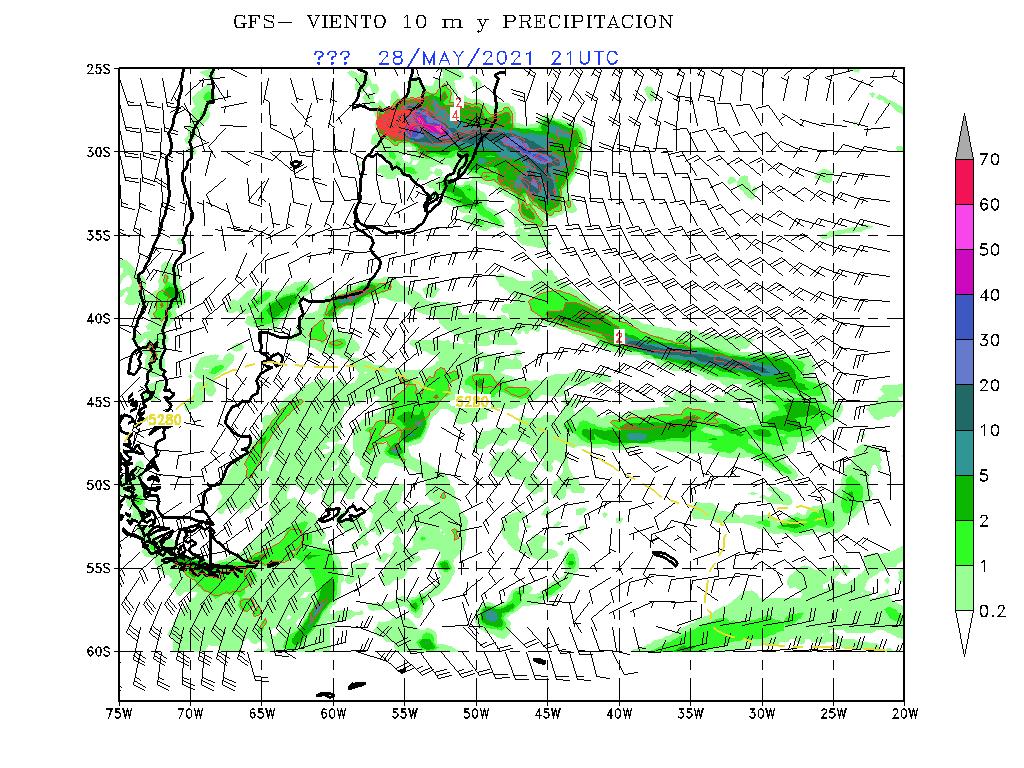 GFS— VIENTO 10 m y PRECIPITACION
??? 28/MAY/2021 21UTC
25S
30S
35S
40S
45S
50S
55S
60S
2
4
2
5280
5280
75W 70W 65W 60W 55W 50W 45W 40W 35W 30W 25W 20W
70
60
50
40
30
20
10
5
2
1
0.2